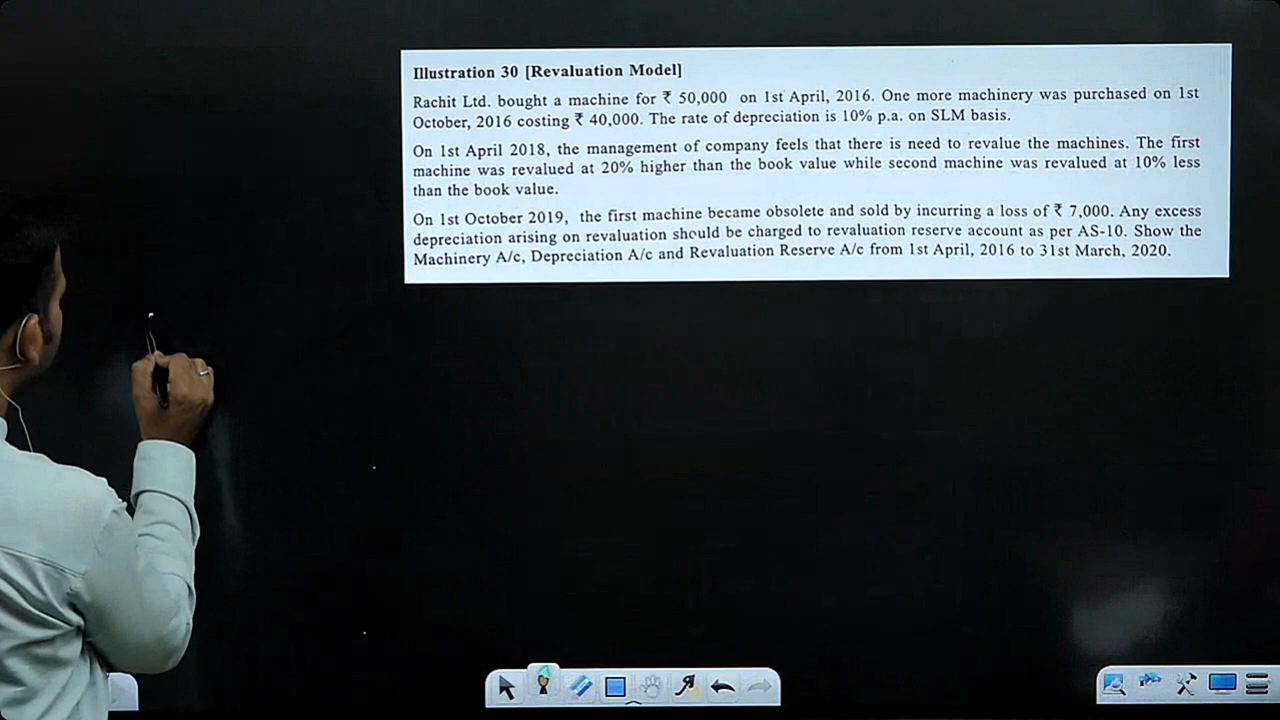 Illustration 30 [Revaluation Model]
Rachit Ltd. bought a machine for ₹ 50,000 on 1st April, 2016. One more machinery was purchased on 1st
October, 2016 costing ₹ 40,000. The rate of depreciation is 10% p.a. on SLM basis.
On 1st April 2018, the management of company feels that there is need to revalue the machines. The first
machine was revalued at 20% higher than the book value while second machine was revalued at 10% less
than the book value.
On 1st October 2019, the first machine became obsolete and sold by incurring a loss of ₹ 7,000. Any excess
depreciation arising on revaluation should be charged to revaluation reserve account as per AS-10. Show the
Machinery A/c, Depreciation A/c and Revaluation Reserve A/c from 1st April, 2016 to 31st March, 2020.